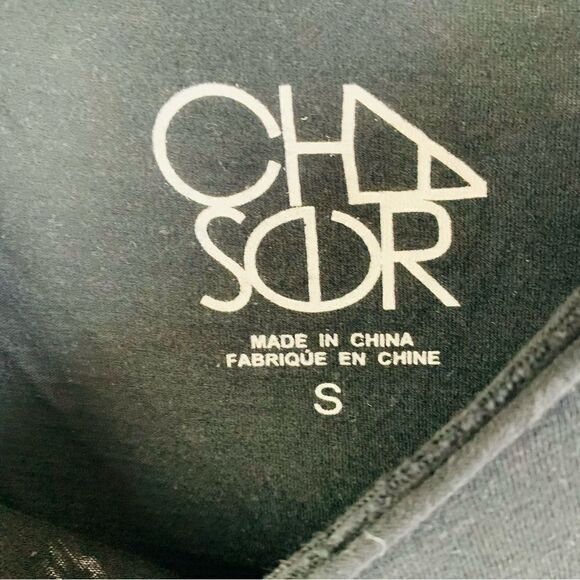 CHA
SER
MADE IN CHINA
FABRIQUÉ EN CHINE
S